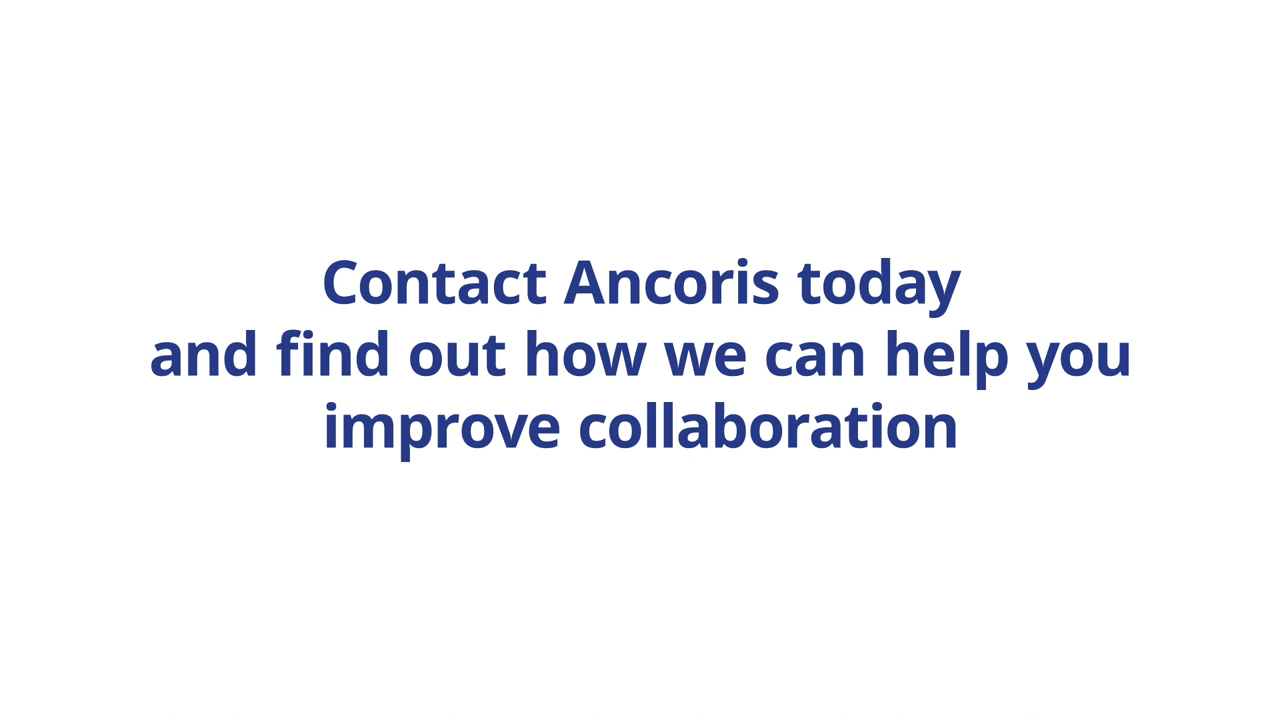 Contact Ancoris today
and find out how we can help you
improve collaboration